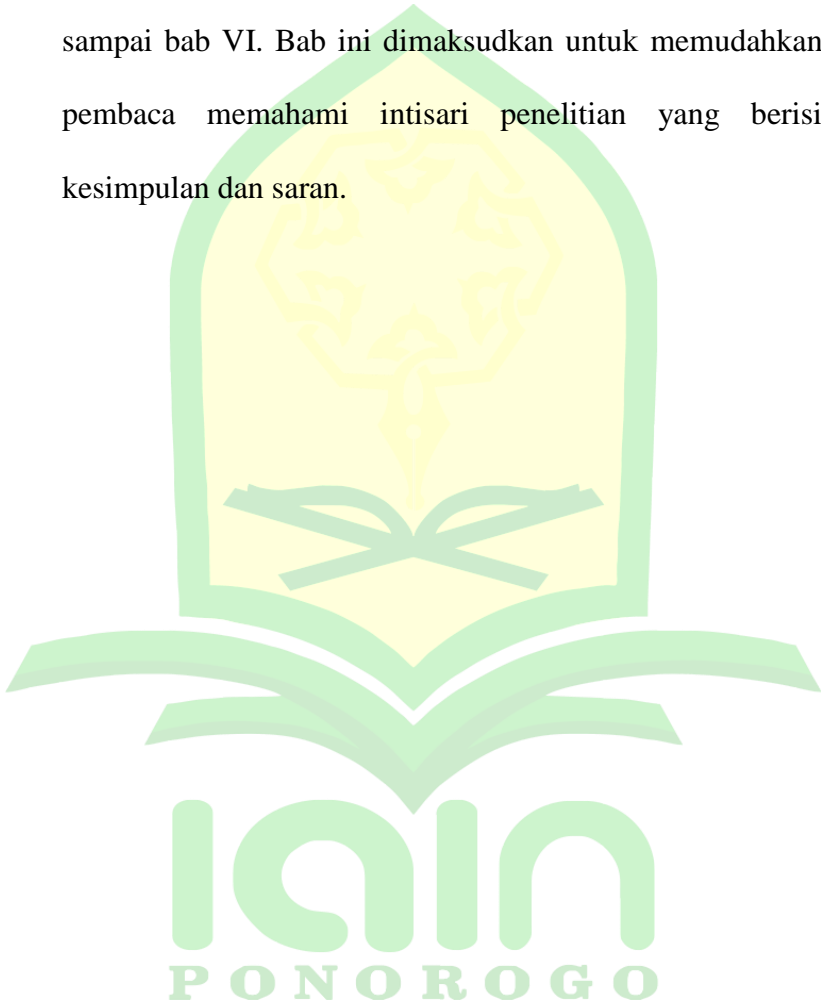 sampai bab VI. Bab ini dimaksudkan untuk memudahkan
pembaca memahami intisari penelitian yang berisi
kesimpulan dan saran.
IAIN
PONOROGO